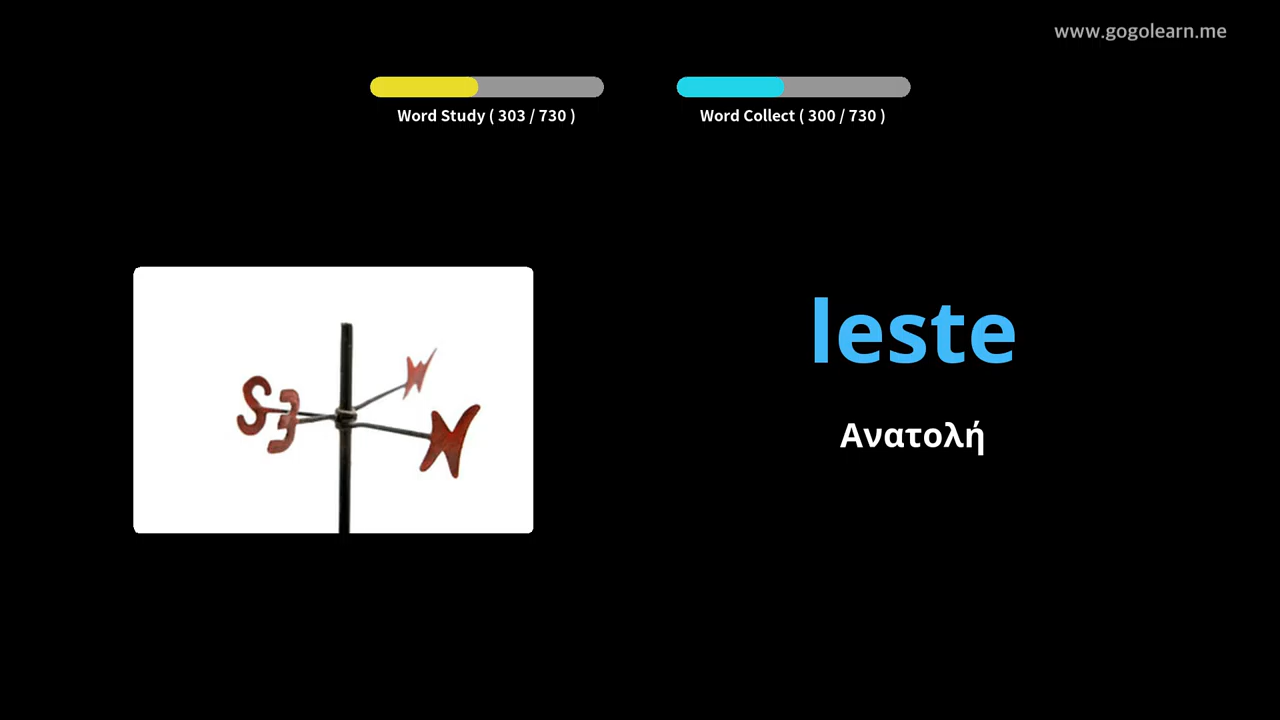 www.gogolearn.me
Word Study ( 303 / 730 )
Word Collect ( 300 / 730 )
leste
Ανατολή
S E N